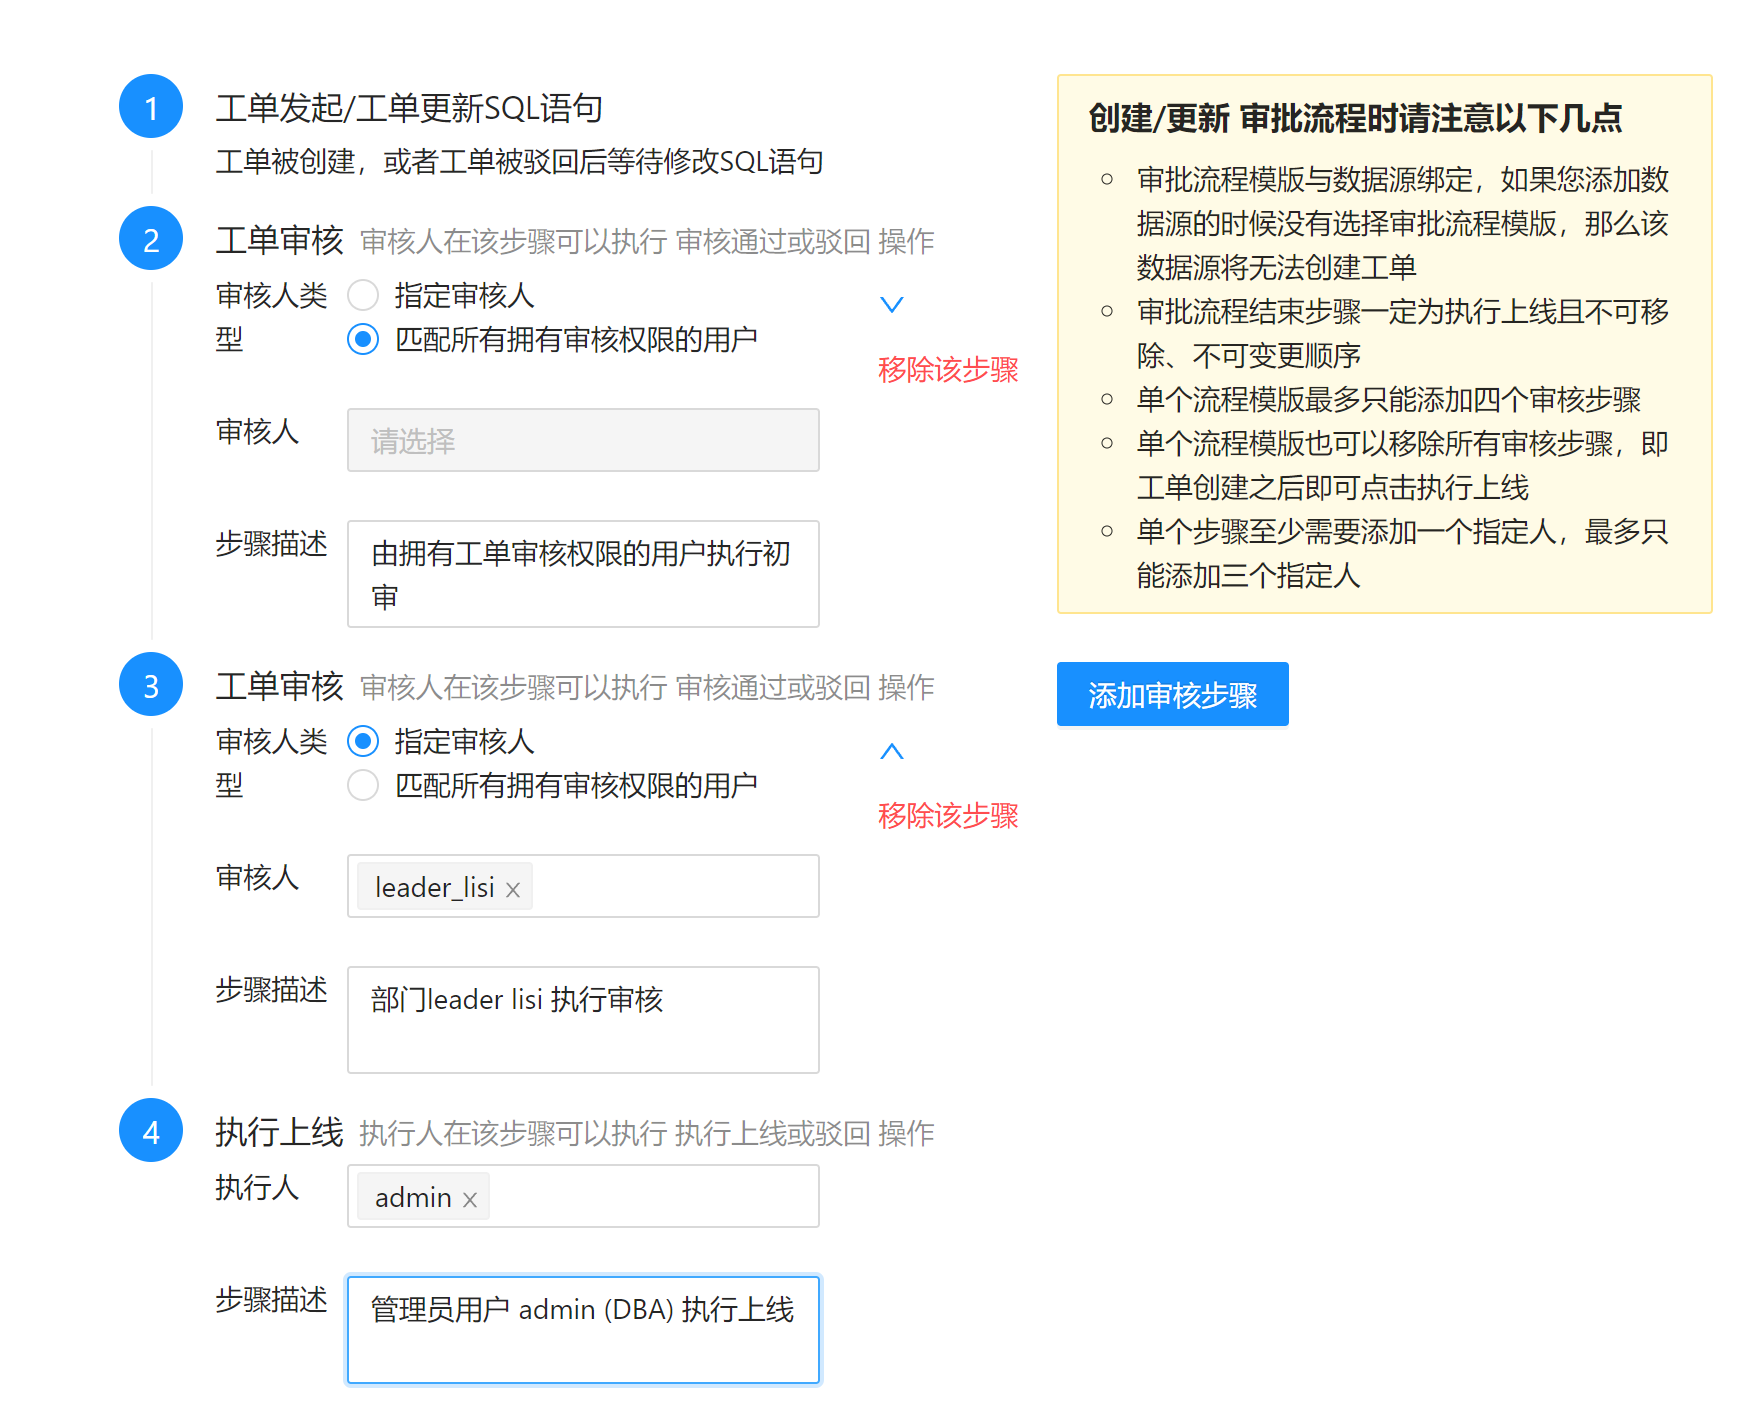 1
工单发起/工单更新SQL语句
工单被创建，或者工单被驳回后等待修改SQL语句
2
工单审核 审核人在该步骤可以执行 审核通过或驳回 操作
审核人类
型
指定审核人
匹配所有拥有审核权限的用户
移除该步骤
审核人
请选择
步骤描述
由拥有工单审核权限的用户执行初
审
3
工单审核 审核人在该步骤可以执行 审核通过或驳回 操作
审核人类
型
指定审核人
匹配所有拥有审核权限的用户
移除该步骤
审核人
leader_lisi x
步骤描述
部门leader lisi 执行审核
4
执行上线 执行人在该步骤可以执行 执行上线或驳回 操作
执行人
admin x
步骤描述
管理员用户 admin (DBA) 执行上线
创建/更新 审批流程时请注意以下几点
审批流程模版与数据源绑定，如果您添加数
据源的时候没有选择审批流程模版，那么该
数据源将无法创建工单
审批流程结束步骤一定为执行上线且不可移
除、不可变更顺序
单个流程模版最多只能添加四个审核步骤
单个流程模版也可以移除所有审核步骤，即
工单创建之后即可点击执行上线
单个步骤至少需要添加一个指定人，最多只
能添加三个指定人
添加审核步骤